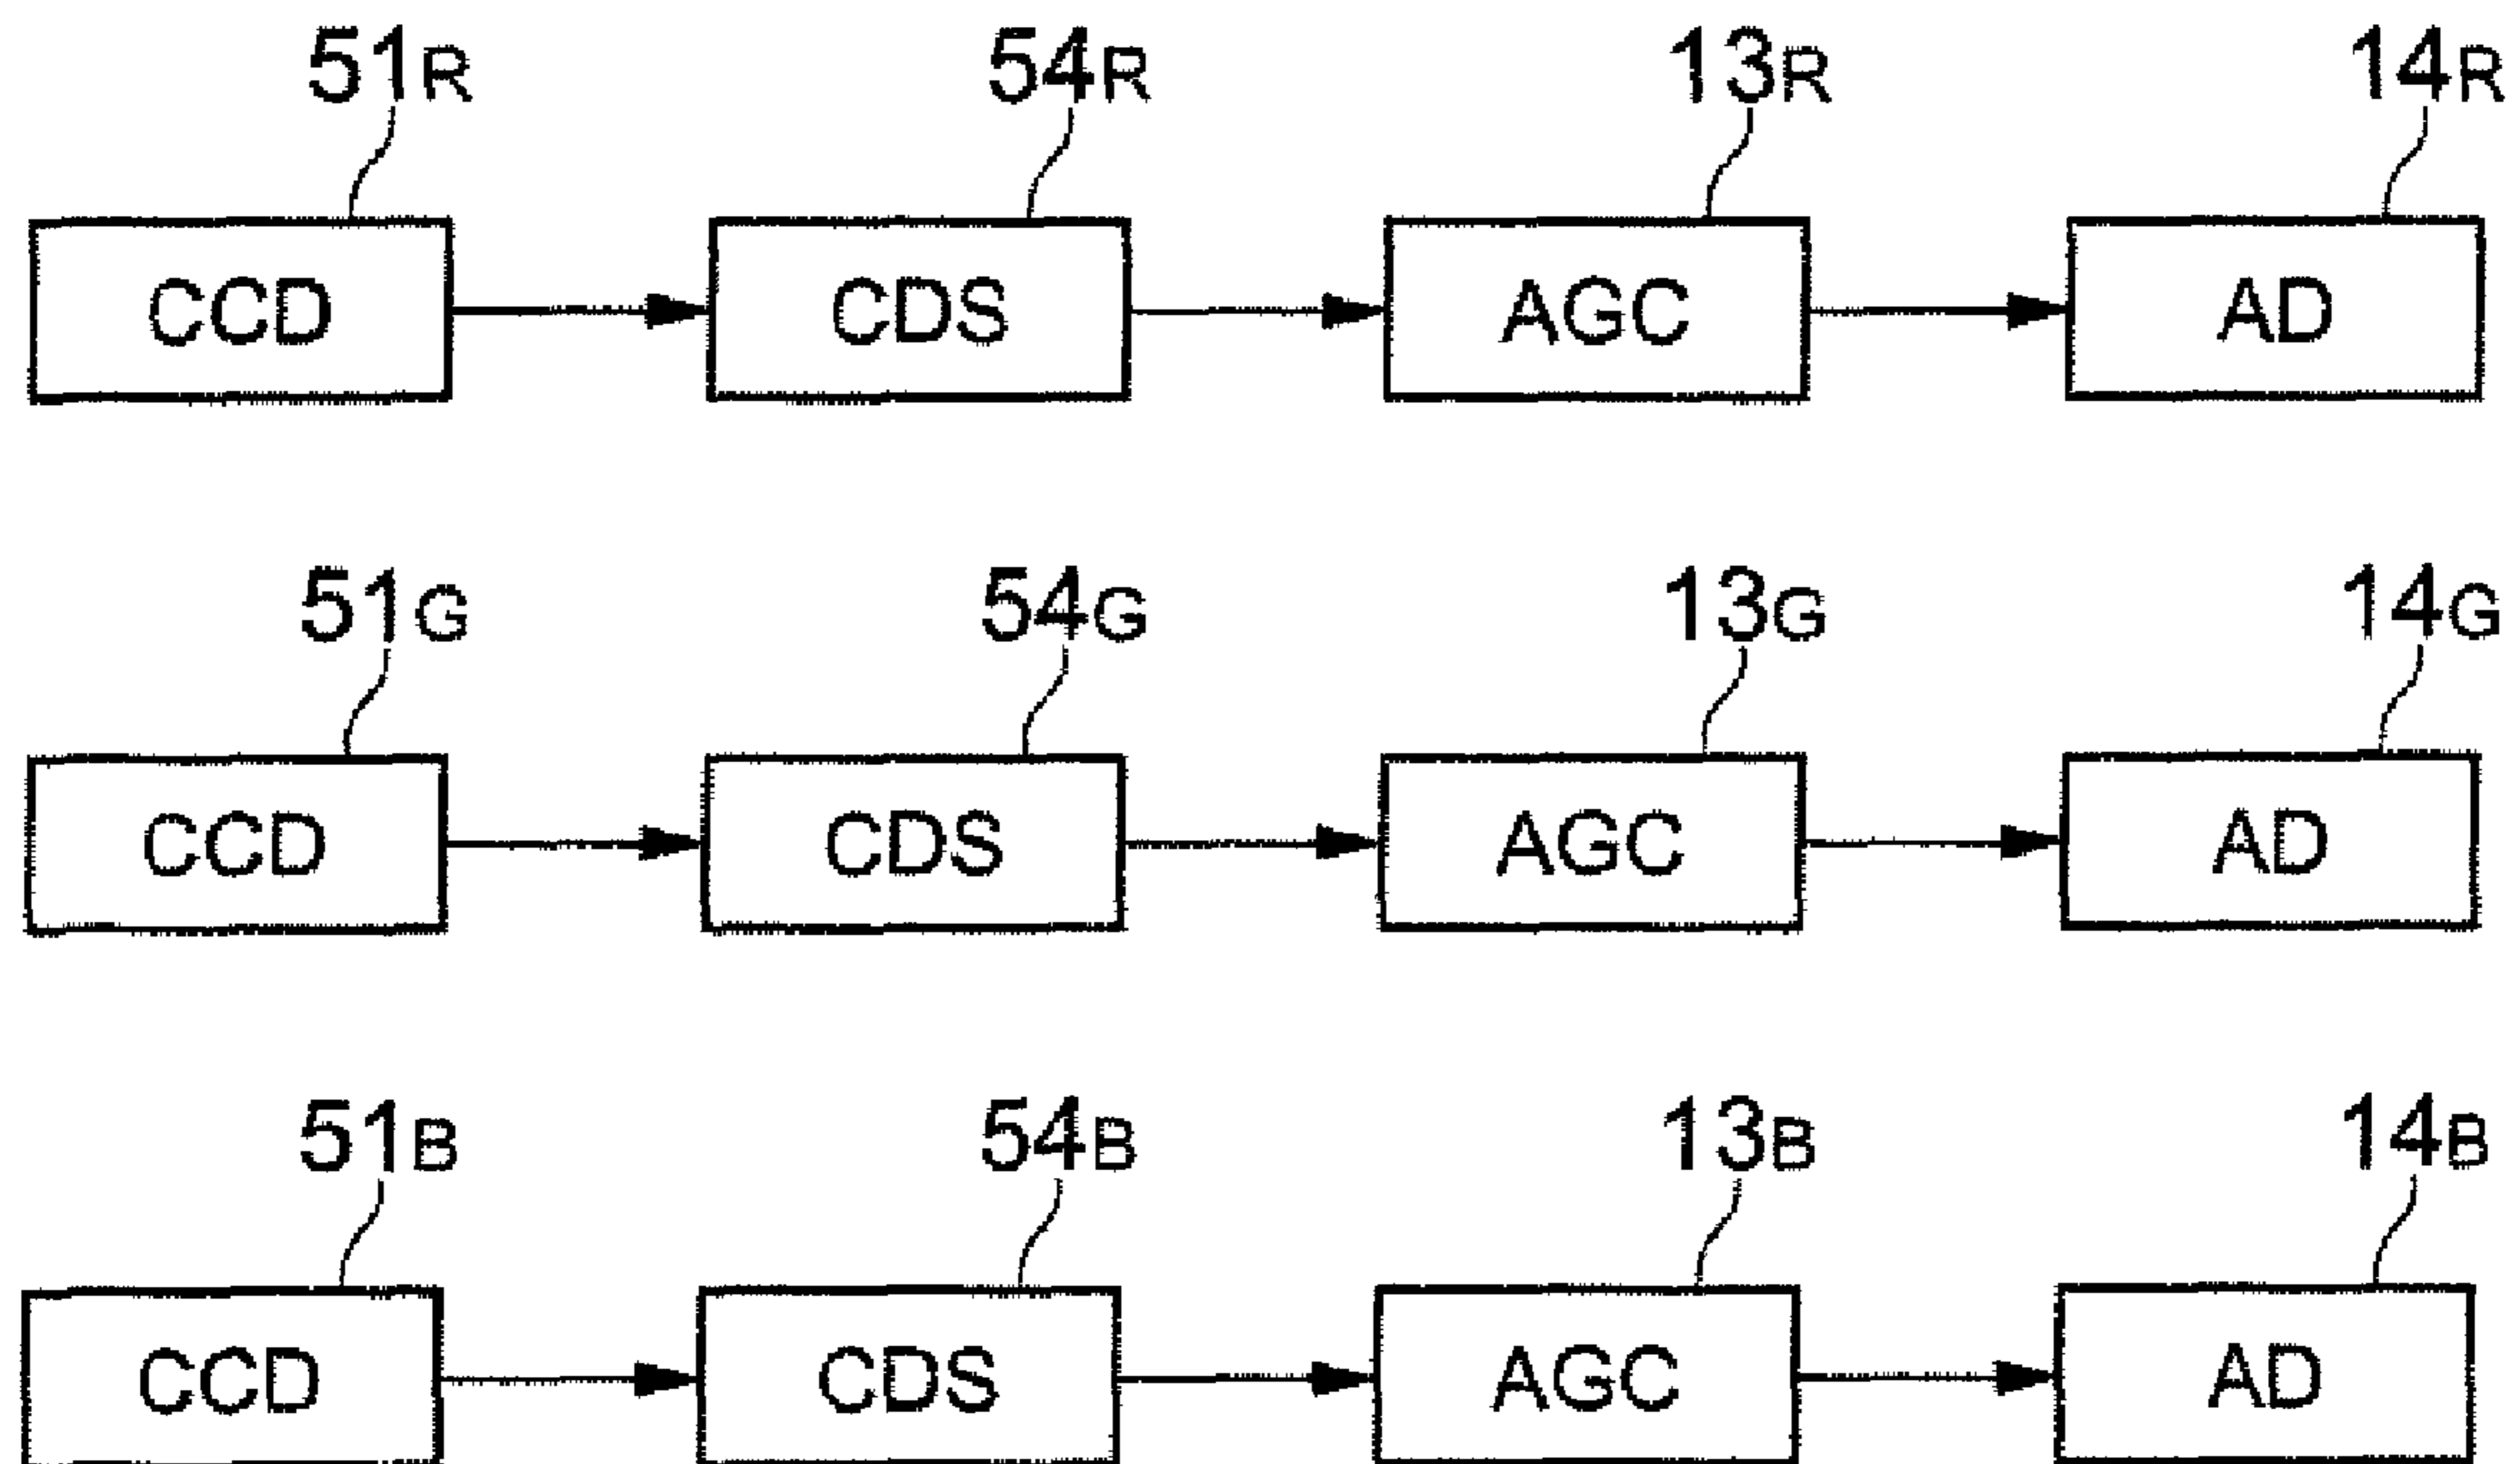 51R 54R 13R 14R
CCD CDS AGC AD
51G 54G 13G 14G
CCD CDS AGC AD
51B 54B 13B 14B
CCD CDS AGC AD